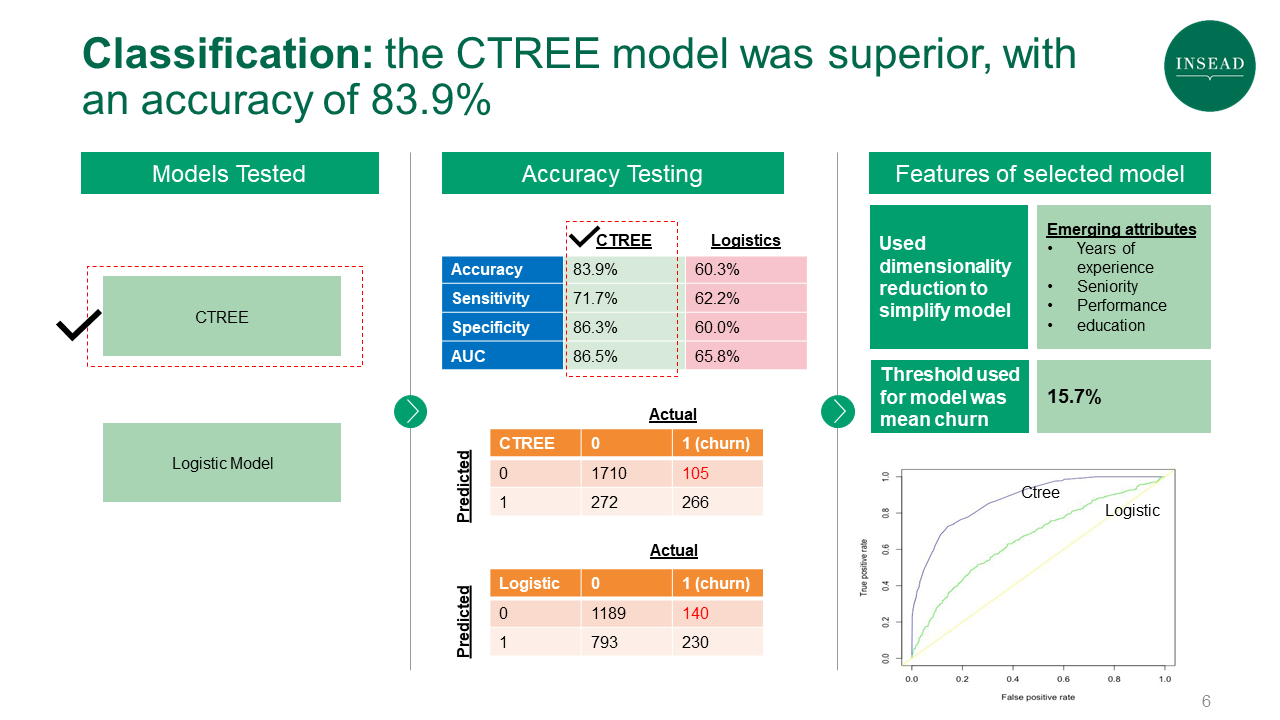 Classification: the CTREE model was superior, with
an accuracy of 83.9%
INSEAD
Models Tested
CTREE
Logistic Model
Accuracy Testing
CTREE Logistics
Accuracy 83.9% 60.3%
Sensitivity 71.7% 62.2%
Specificity 86.3% 60.0%
AUC 86.5% 65.8%
Actual
Predicted
CTREE 0 1 (churn)
0 1710 105
1 272 266
Actual
Predicted
Logistic 0 1 (churn)
0 1189 140
1 793 230
Features of selected model
Used
dimensionality
reduction to
simplify model
Emerging attributes
• Years of
experience
• Seniority
• Performance
• education
Threshold used
for model was
mean churn
15.7%
Ctree
Logistic
True positive rate
1.0
0.8
0.6
0.4
0.2
0.0
0.0 0.2 0.4 0.6 0.8 1.0
False positive rate
6